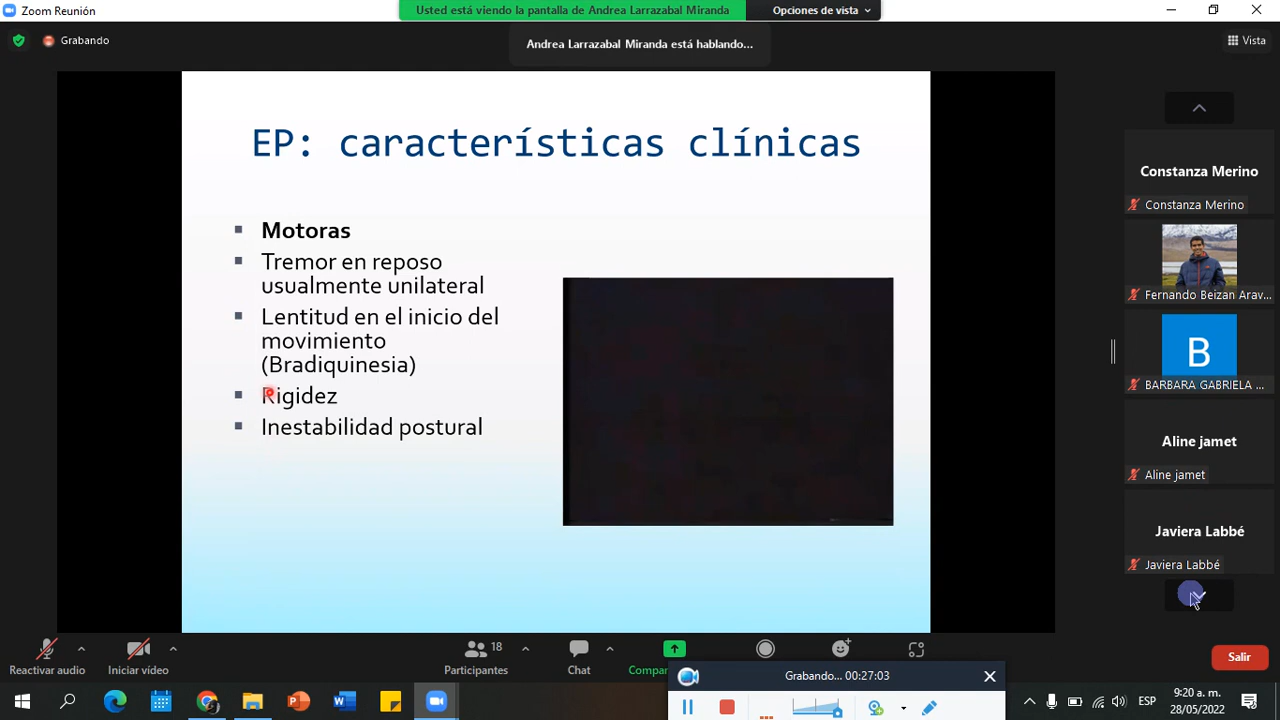 Zoom Reunión
Usted está viendo la pantalla de Andrea Larrazabal Miranda
Opciones de vista
Grabando
Andrea Larrazabal Miranda está hablando...
Vista
EP: características clínicas
Motoras
Tremor en reposo
usualmente unilateral
Lentitud en el inicio del
movimiento
(Bradiquinesia)
Rigidez
Inestabilidad postural
Constanza Merino
Constanza Merino
Fernando Beizan Arav...
B
BARBARA GABRIELA ...
Aline jamet
Aline jamet
Javiera Labbé
Javiera Labbé
Reactivar audio
Iniciar vídeo
18
Participantes
Chat
Compar
Salir
Grabando... 00:27:03
ESP
9:20 a. m.
28/05/2022